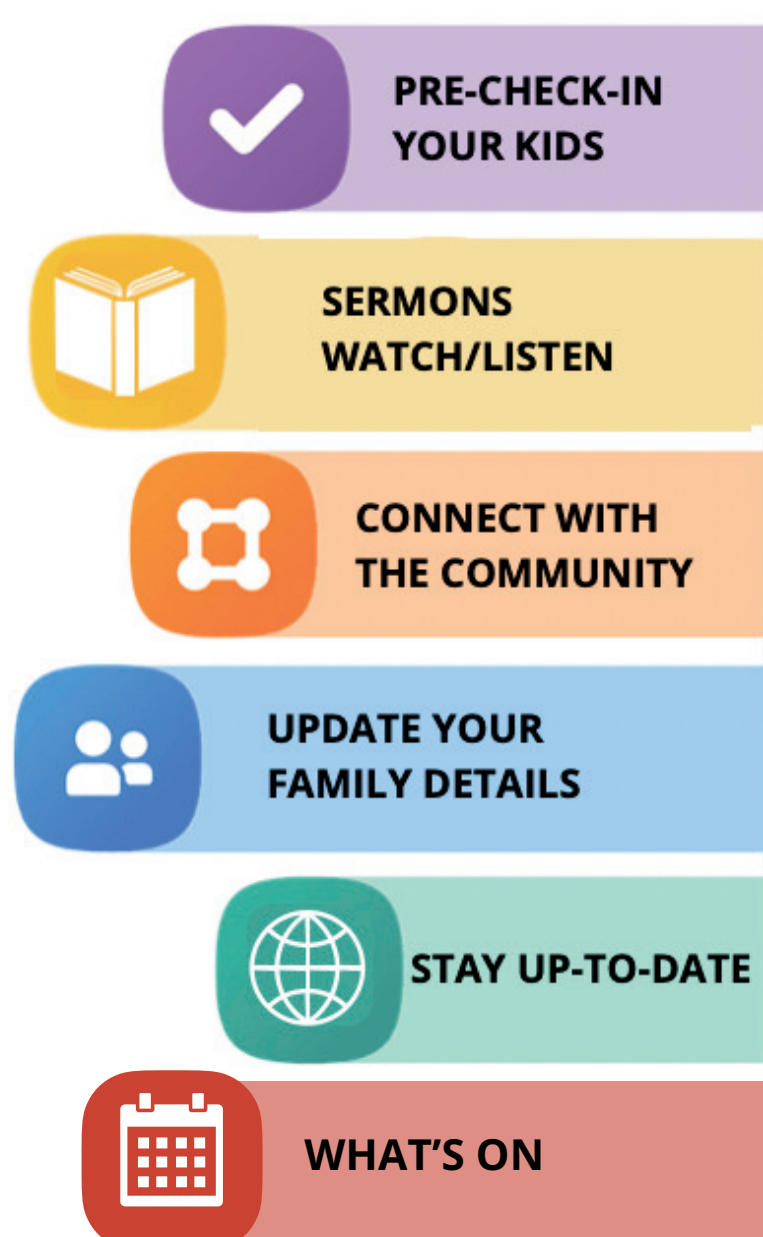 PRE-CHECK-IN
YOUR KIDS
SERMONS
WATCH/LISTEN
CONNECT WITH
THE COMMUNITY
UPDATE YOUR
FAMILY DETAILS
STAY UP-TO-DATE
WHAT’S ON